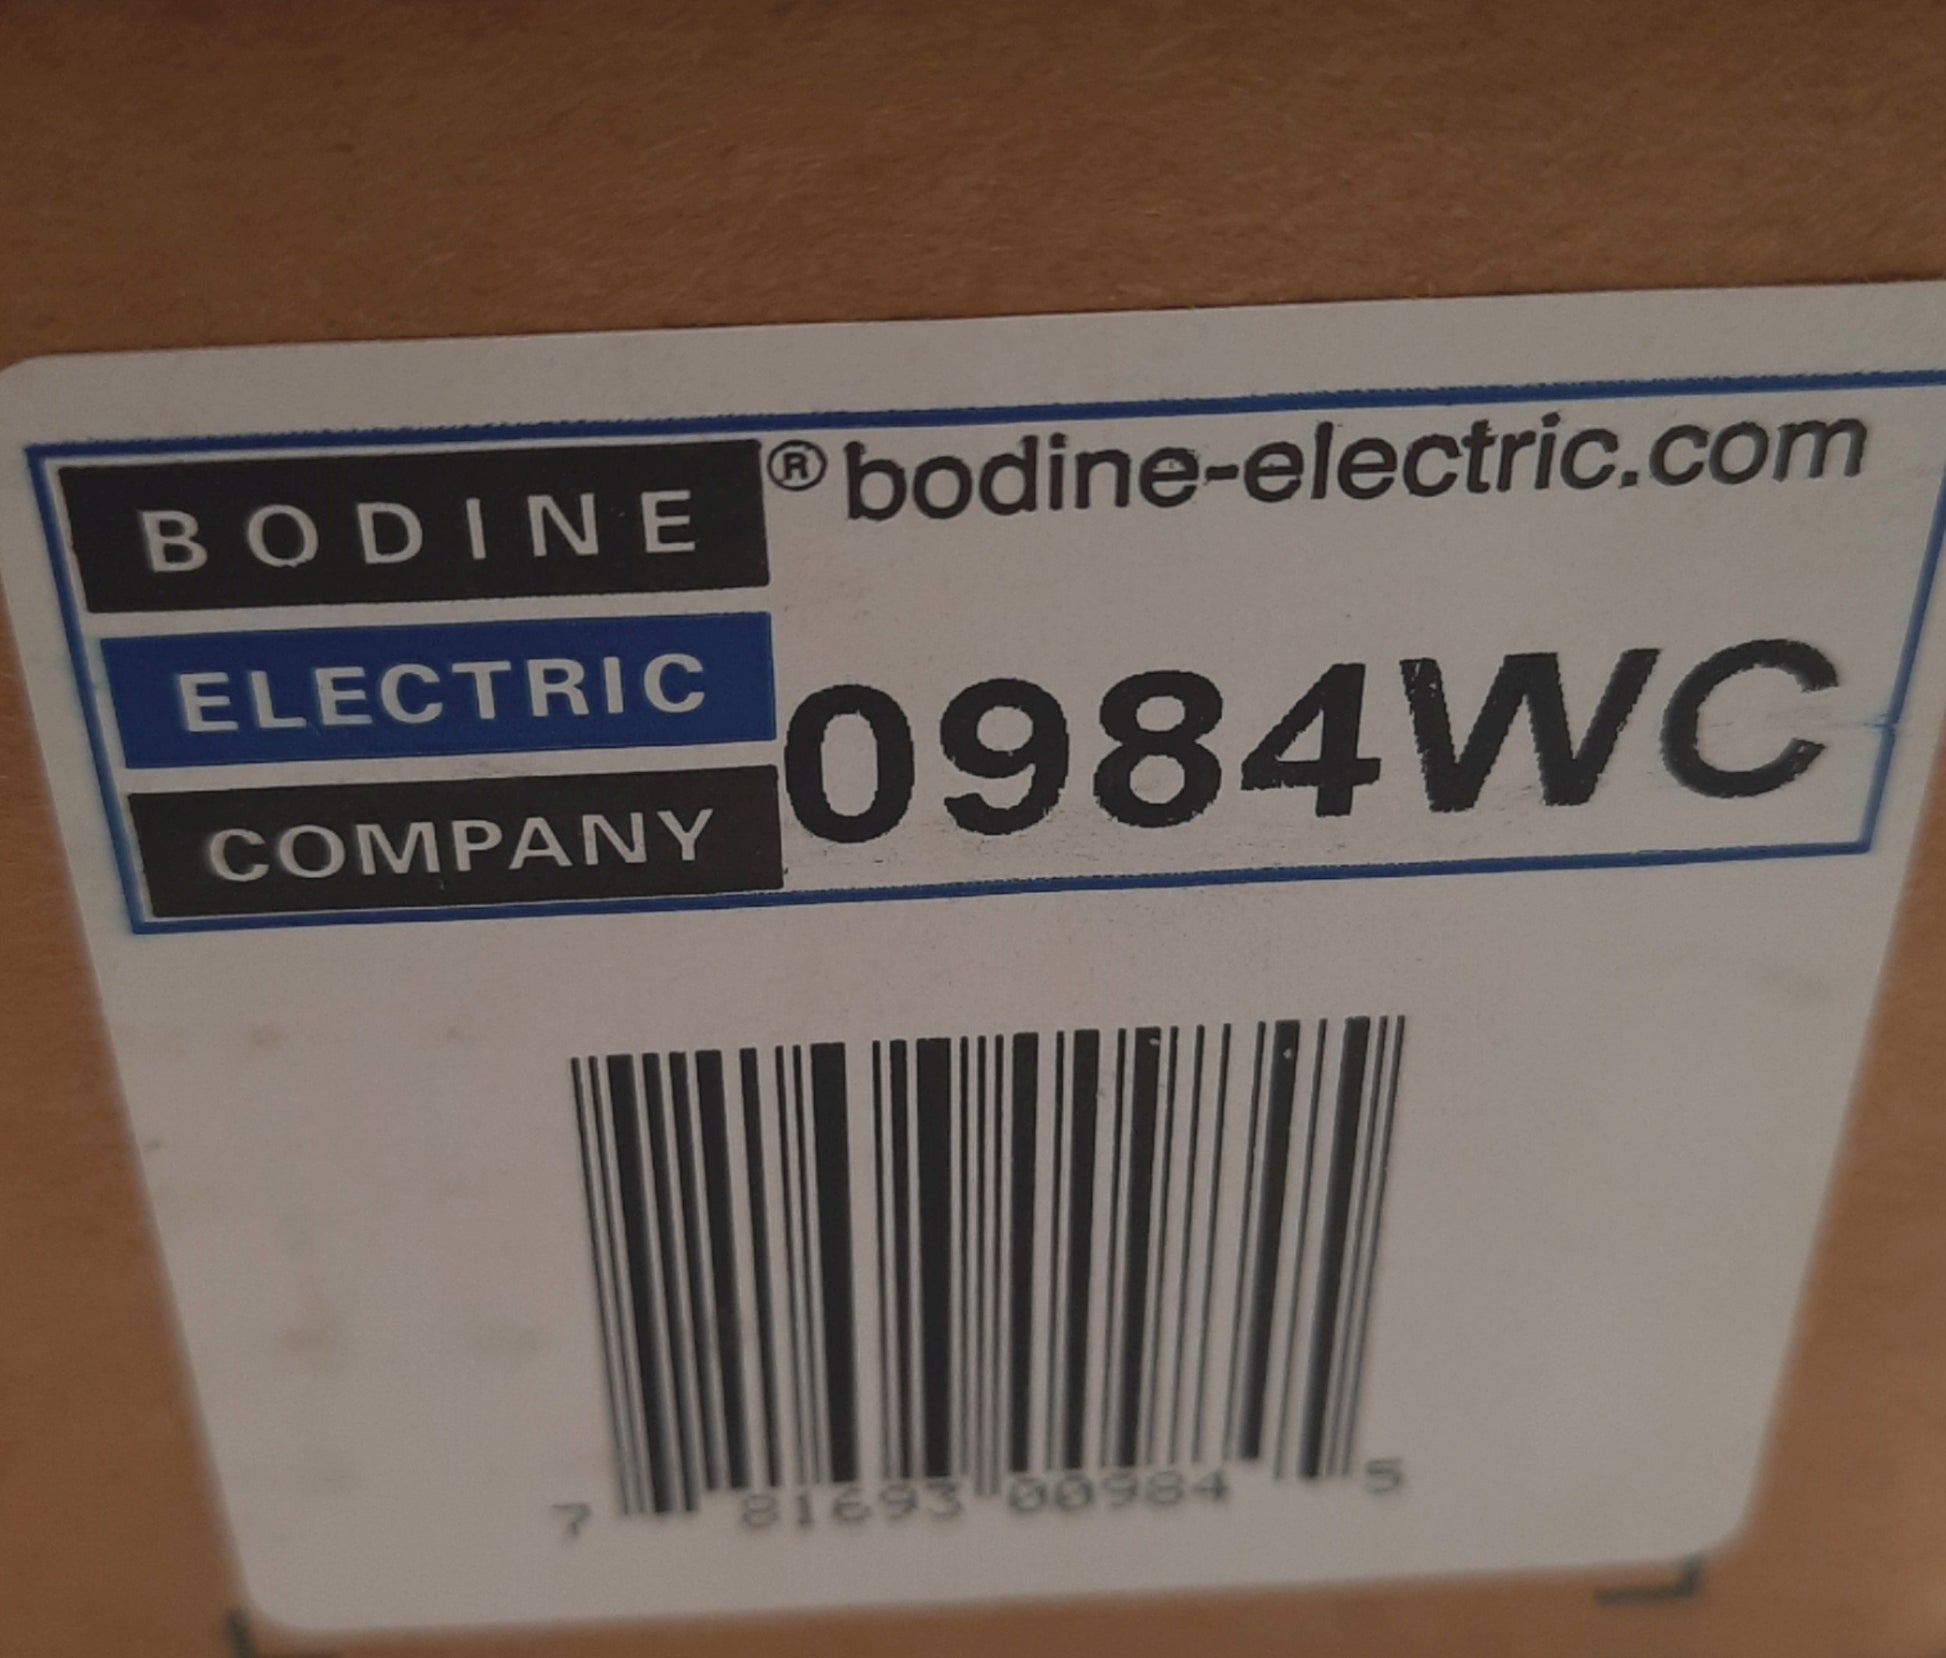 BODINE
ELECTRIC
COMPANY
® bodine-electric.com
0984WC
7 81693 00984 5